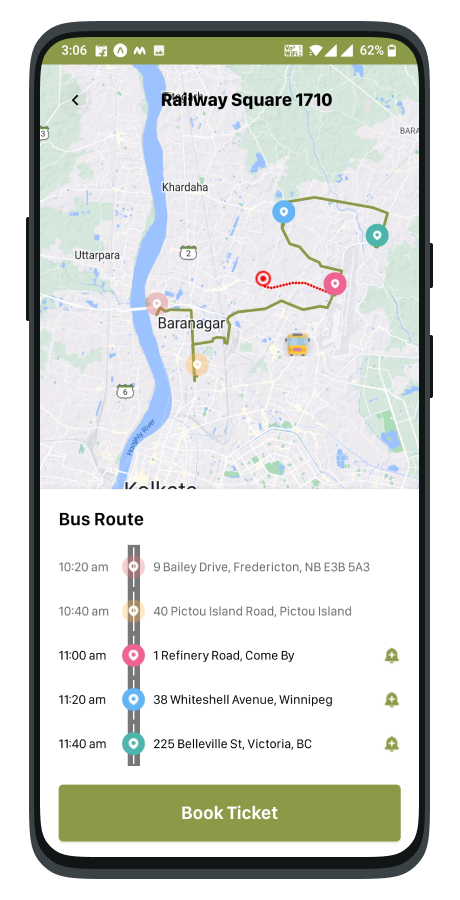 3:06
Vo) WiFi
62%
Railway Square 1710
BARA
3
Khardaha
Uttarpara
2
Baranagar
6
Hooghly River
Kolkata
Bus Route
10:20 am 9 Bailey Drive, Fredericton, NB E3B 5A3
10:40 am 40 Pictou Island Road, Pictou Island
11:00 am 1 Refinery Road, Come By
11:20 am 38 Whiteshell Avenue, Winnipeg
11:40 am 225 Belleville St, Victoria, BC
Book Ticket